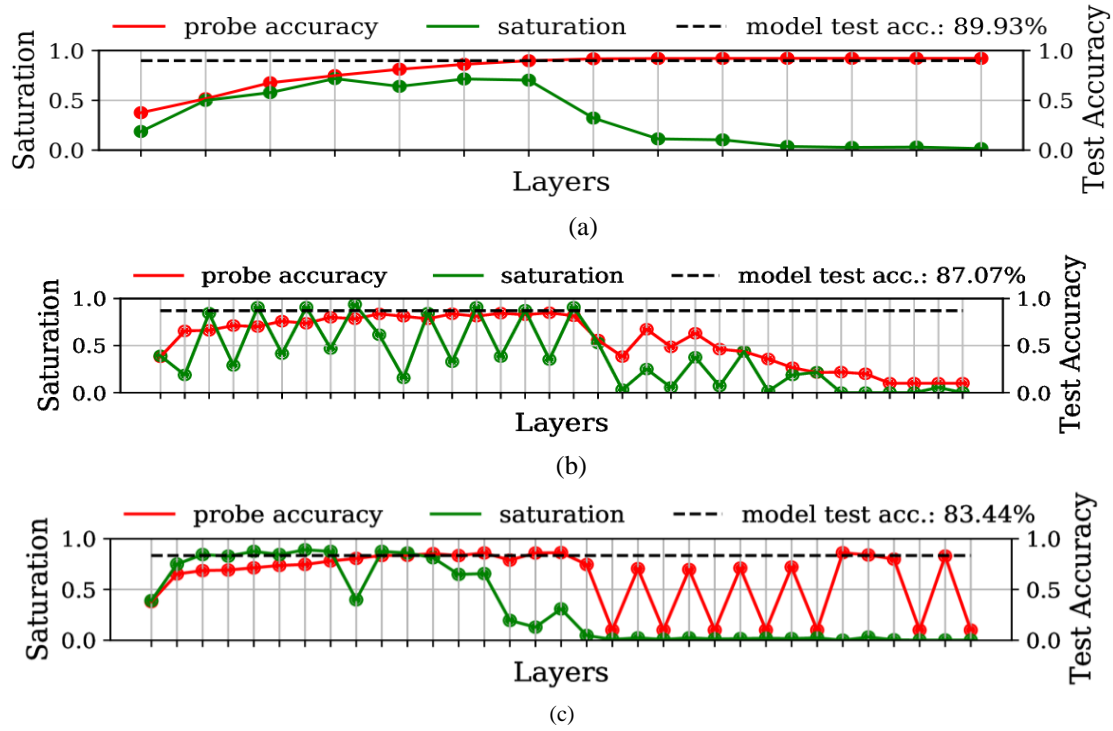 probe accuracy saturation model test acc.: 89.93%
1.0 1.0
0.5 0.5
0.0 0.0
Saturation
Test Accuracy
Layers
(a)
probe accuracy saturation model test acc.: 87.07%
1.0 1.0
0.5 0.5
0.0 0.0
Saturation
Test Accuracy
Layers
(b)
probe accuracy saturation model test acc.: 83.44%
1.0 1.0
0.5 0.5
0.0 0.0
Saturation
Test Accuracy
Layers
(c)